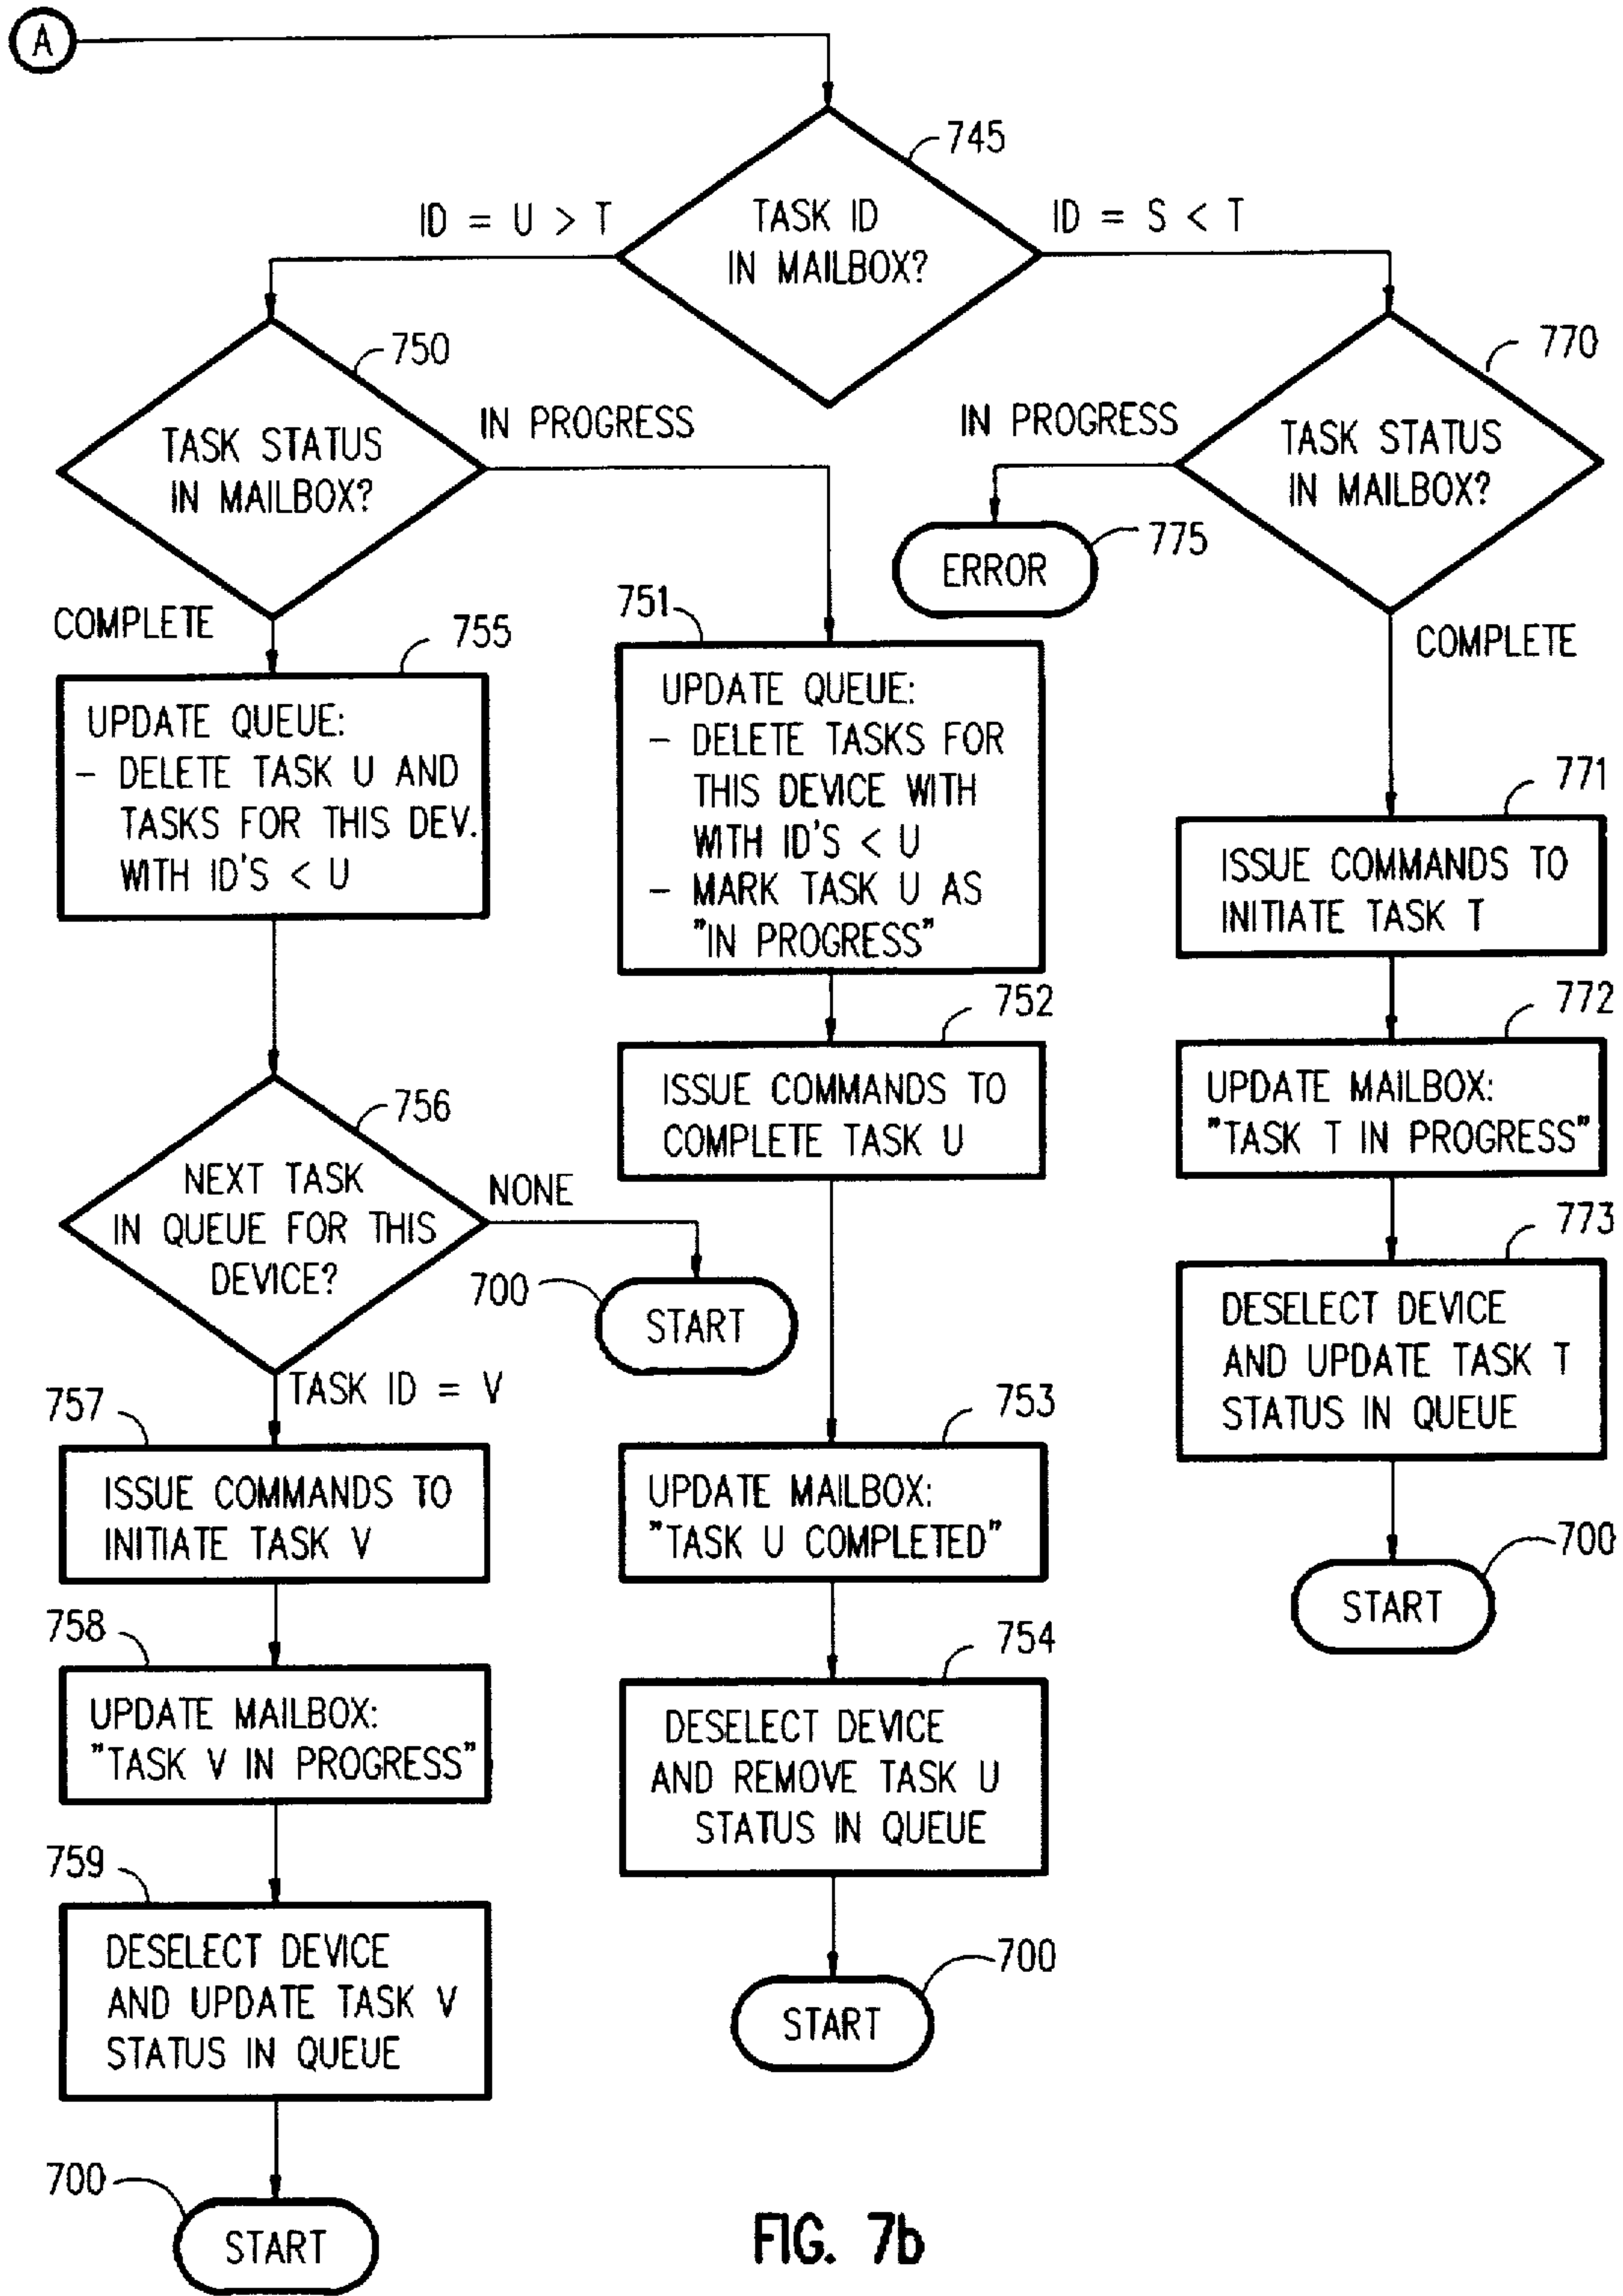 A
745
TASK ID
IN MAILBOX?
ID = U > T
ID = S < T
750
TASK STATUS
IN MAILBOX?
IN PROGRESS
COMPLETE
770
TASK STATUS
IN MAILBOX?
IN PROGRESS
775
ERROR
COMPLETE
755
UPDATE QUEUE:
- DELETE TASK U AND
TASKS FOR THIS DEV.
WITH ID'S < U
751
UPDATE QUEUE:
- DELETE TASKS FOR
THIS DEVICE WITH
WITH ID'S < U
- MARK TASK U AS
"IN PROGRESS"
771
ISSUE COMMANDS TO
INITIATE TASK T
752
ISSUE COMMANDS TO
COMPLETE TASK U
772
UPDATE MAILBOX:
"TASK T IN PROGRESS"
756
NEXT TASK
IN QUEUE FOR THIS
DEVICE?
NONE
700
START
TASK ID = V
773
DESELECT DEVICE
AND UPDATE TASK T
STATUS IN QUEUE
757
ISSUE COMMANDS TO
INITIATE TASK V
753
UPDATE MAILBOX:
"TASK U COMPLETED"
700
START
758
UPDATE MAILBOX:
"TASK V IN PROGRESS"
754
DESELECT DEVICE
AND REMOVE TASK U
STATUS IN QUEUE
759
DESELECT DEVICE
AND UPDATE TASK V
STATUS IN QUEUE
700
START
700
START
FIG. 7b